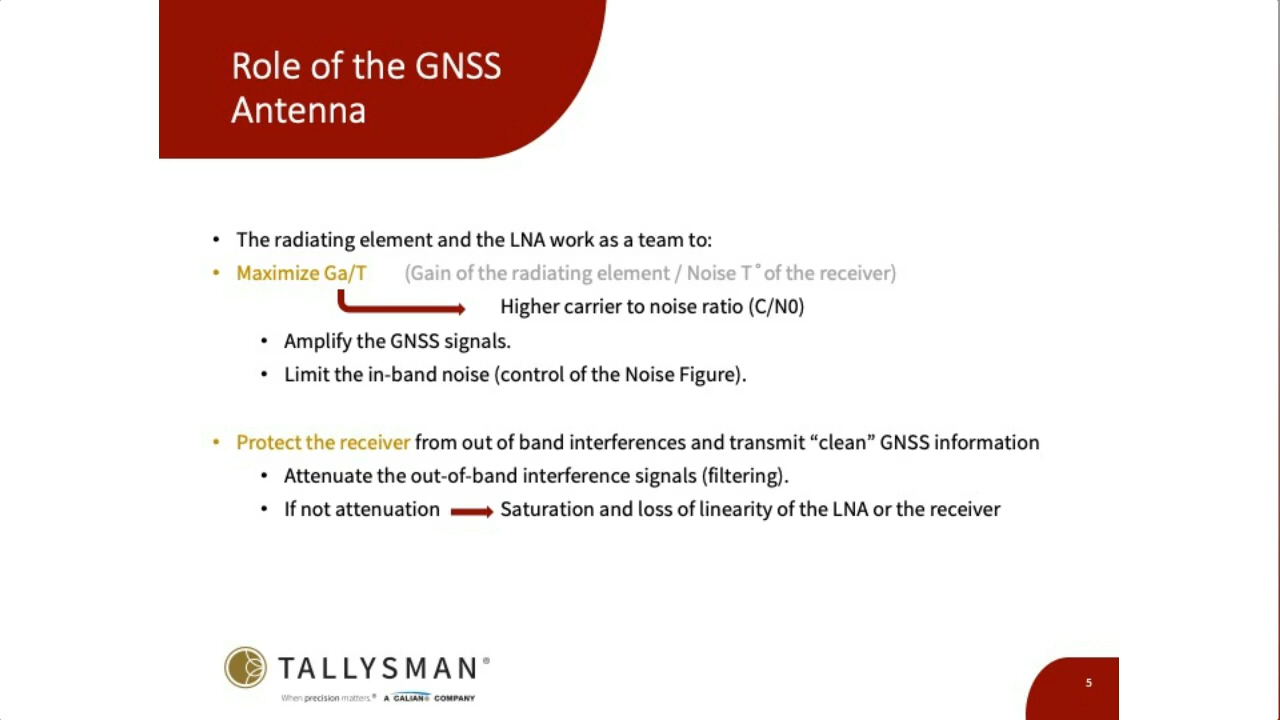 Role of the GNSS
Antenna
• The radiating element and the LNA work as a team to:
• Maximize Ga/T (Gain of the radiating element / Noise T° of the receiver)
Higher carrier to noise ratio (C/N0)
• Amplify the GNSS signals.
• Limit the in-band noise (control of the Noise Figure).
• Protect the receiver from out of band interferences and transmit “clean” GNSS information
• Attenuate the out-of-band interference signals (filtering).
• If not attenuation Saturation and loss of linearity of the LNA or the receiver
TALLYSMAN®
When precision matters.® A CALIAN® COMPANY
5